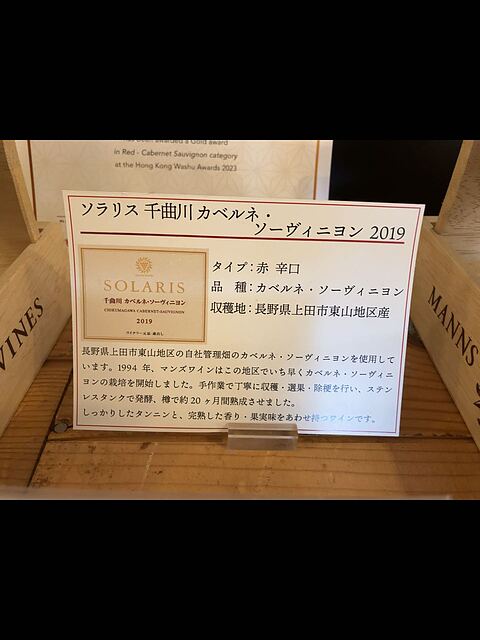 been awarded a Gold award
in Red - Cabernet Sauvignon category
at the Hong Kong Washu Awards 2023
ソラリス 千曲川 カベルネ・
ソーヴィニヨン 2019
SOLARIS
千曲川 カベルネ・ソーヴィニヨン
CHIKUMAGAWA CABERNET-SAUVIGNON
2019
ワイナリー元詰・蔵出し
タイプ：赤 辛口
品　種：カベルネ・ソーヴィニヨン
収穫地：長野県上田市東山地区産
長野県上田市東山地区の自社管理畑のカベルネ・ソーヴィニヨンを使用して
います。1994 年、マンズワインはこの地区でいち早くカベルネ・ソーヴィニ
ヨンの栽培を開始しました。手作業で丁寧に収穫・選果・除梗を行い、ステン
レスタンクで発酵、樽で約 20 ヶ月間熟成させました。
しっかりしたタンニンと、完熟した香り・果実味をあわせ持つワインです。
WINES
MANNS